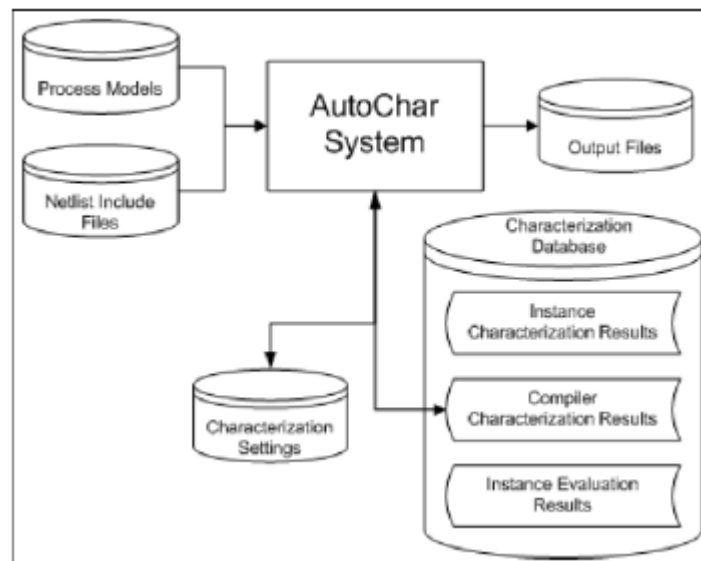 Process Models
Netlist Include
Files
AutoChar
System
Output Files
Characterization
Settings
Characterization
Database
Instance
Characterization Results
Compiler
Characterization Results
Instance Evaluation
Results